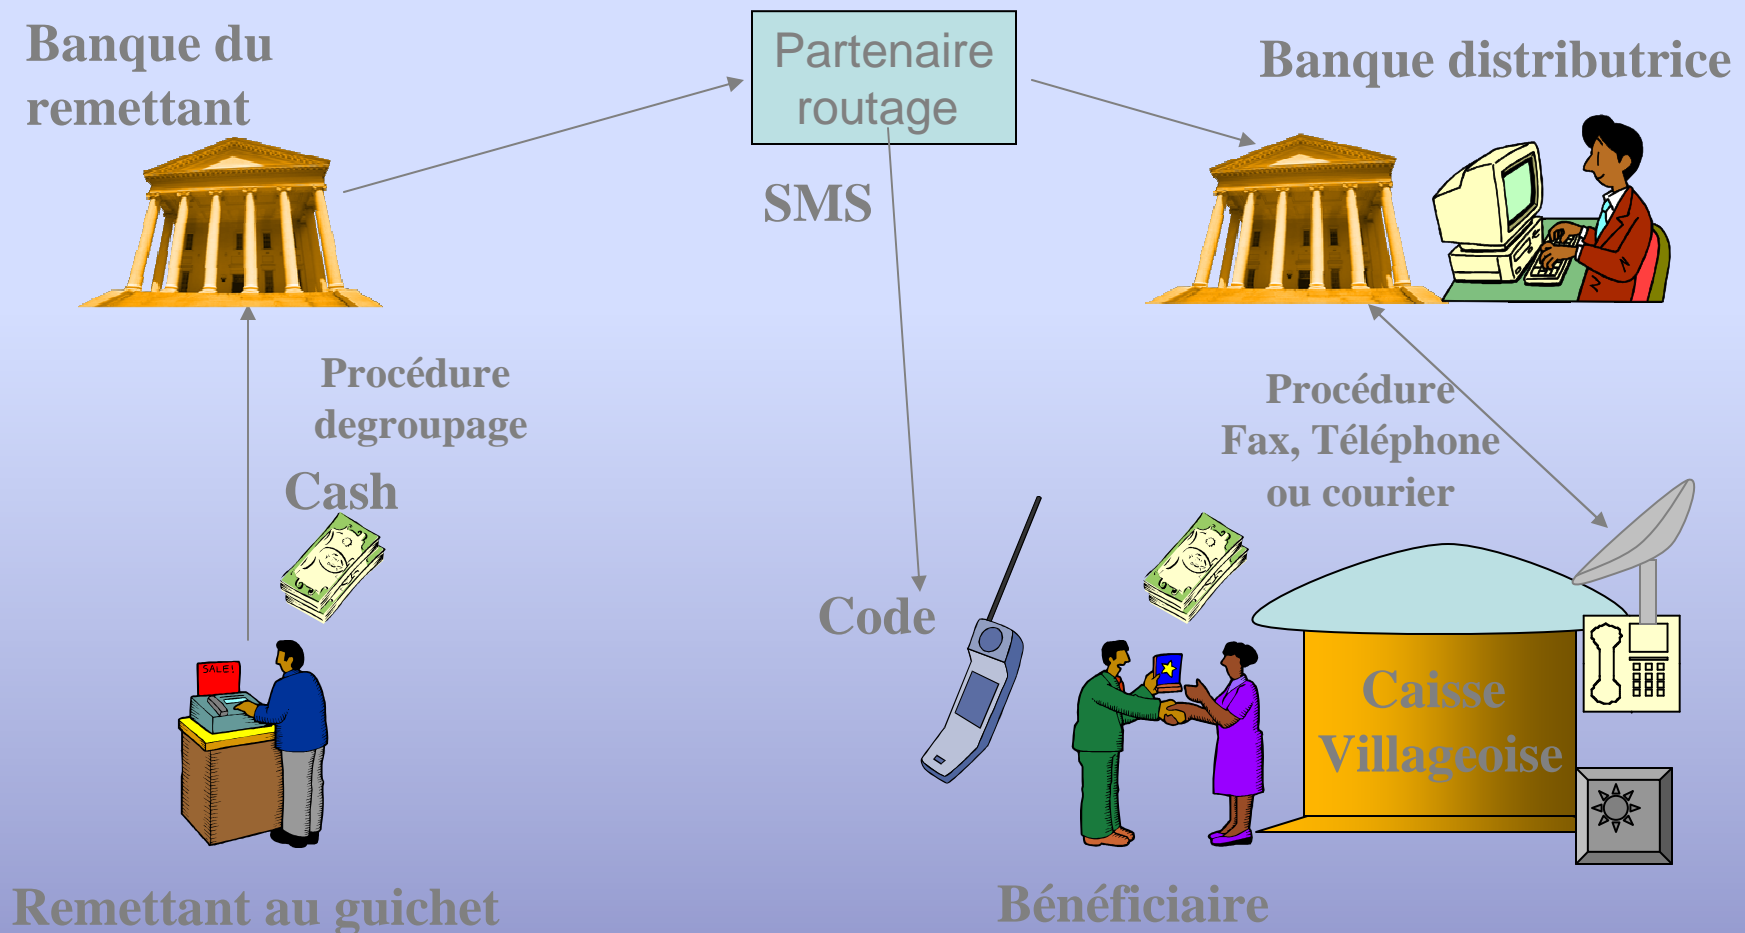 Banque du
remettant
Partenaire
routage
Banque distributrice
SMS
Procédure
degroupage
Cash
Procédure
Fax, Téléphone
ou courier
Code
SALE!
Caisse
Villageoise
Remettant au guichet
Bénéficiaire